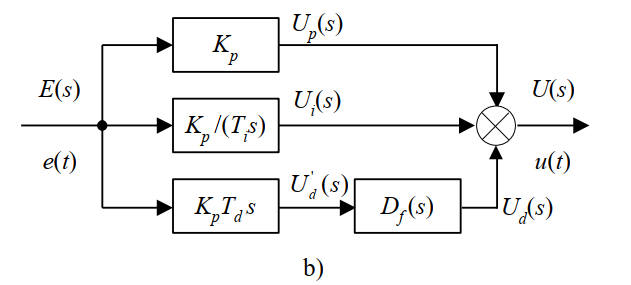 U_p(s)
K_p
E(s)
U(s)
U_i(s)
K_p/(T_i s)
e(t)
u(t)
U_d^'(s)
K_p T_d s
D_f(s)
U_d(s)
b)